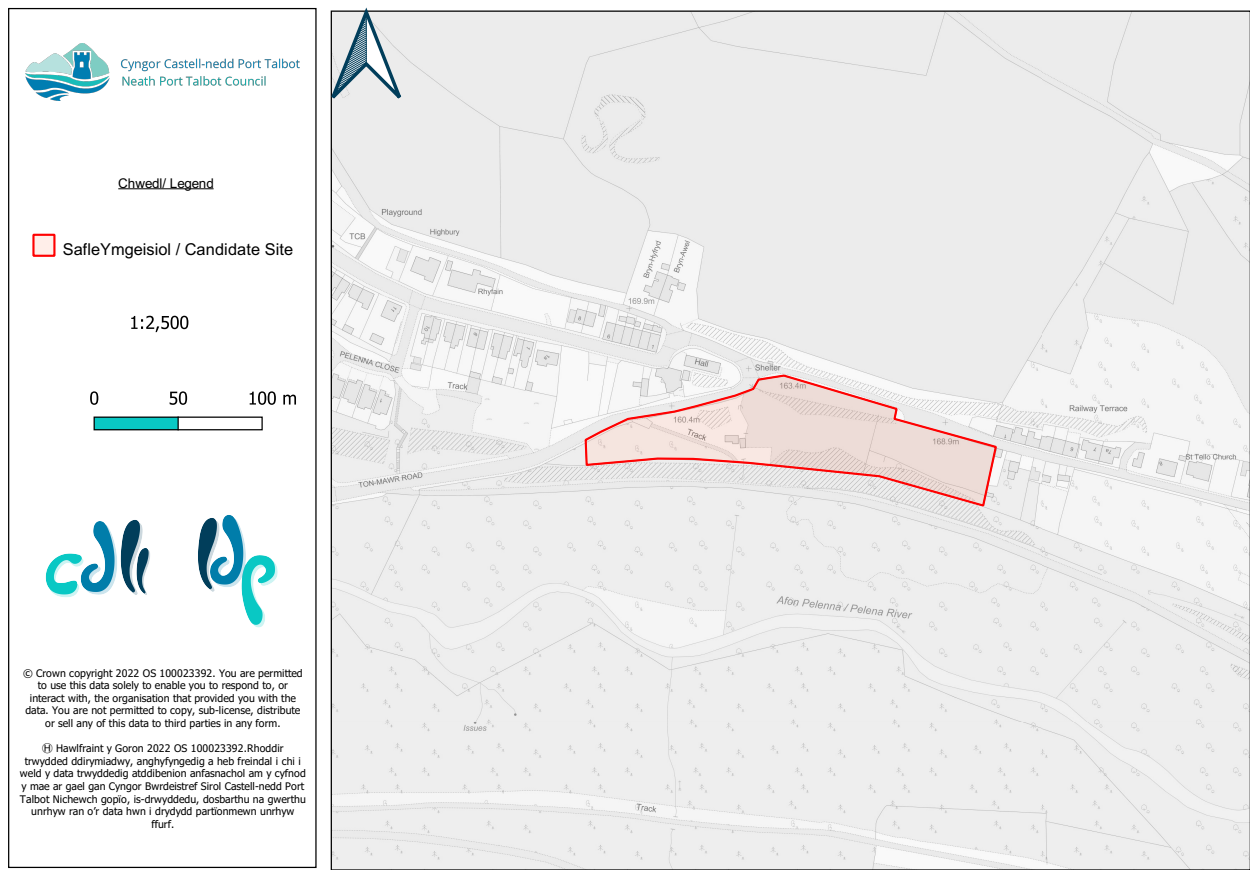 Cyngor Castell-nedd Port Talbot
Neath Port Talbot Council
Chwedl/ Legend
SafleYmgeisiol / Candidate Site
1:2,500
0 50 100 m
cdll ldp
© Crown copyright 2022 OS 100023392. You are permitted
to use this data solely to enable you to respond to, or
interact with, the organisation that provided you with the
data. You are not permitted to copy, sub-license, distribute
or sell any of this data to third parties in any form.
Ⓗ Hawlfraint y Goron 2022 OS 100023392.Rhoddir
trwydded ddirymiadwy, anghyfyngedig a heb freindal i chi i
weld y data trwyddedig atddibenion anfasnachol am y cyfnod
y mae ar gael gan Cyngor Bwrdeistref Sirol Castell-nedd Port
Talbot Nichewch gopïo, is-drwyddedu, dosbarthu na gwerthu
unrhyw ran o'r data hwn i drydydd partïonmewn unrhyw
ffurf.
Playground
TCB
Highbury
Bryn-Hyfryd
Bryn-Awel
Rhyfain
169.9m
PELENNA CLOSE
Hall
Shelter
Track
163.4m
160.4m
Track
168.9m
Railway Terrace
St Teilo Church
TON-MAWR ROAD
Afon Pelenna / Pelena River
Issues
Track